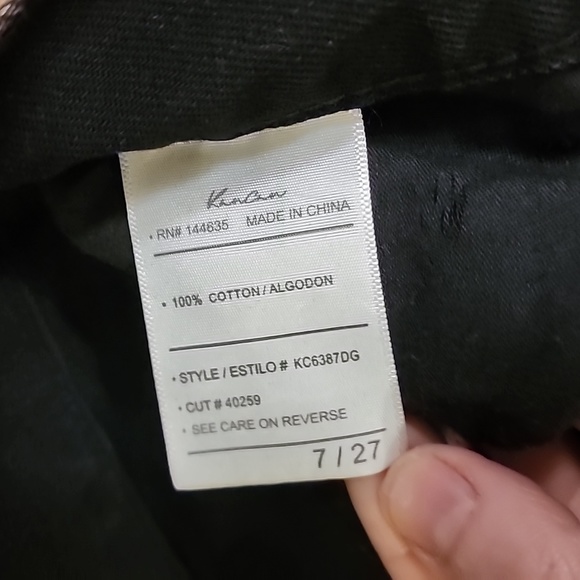 KanCan
• RN# 144635 MADE IN CHINA
• 100% COTTON / ALGODON
• STYLE / ESTILO # KC6387DG
• CUT # 40259
• SEE CARE ON REVERSE
7 / 27